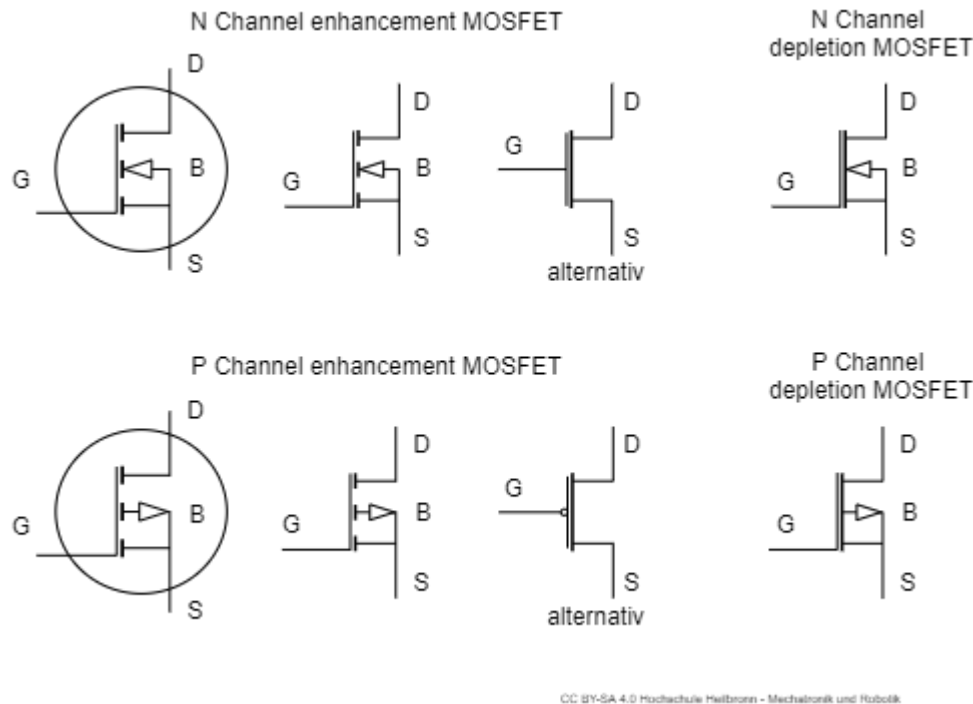 N Channel enhancement MOSFET
N Channel
depletion MOSFET
D
G
B
S
D
G
B
S
D
G
S
alternativ
D
G
B
S
P Channel enhancement MOSFET
P Channel
depletion MOSFET
D
G
B
S
D
G
B
S
D
G
S
alternativ
D
G
B
S
CC BY-SA 4.0 Hochschule Heilbronn - Mechatronik und Robotik